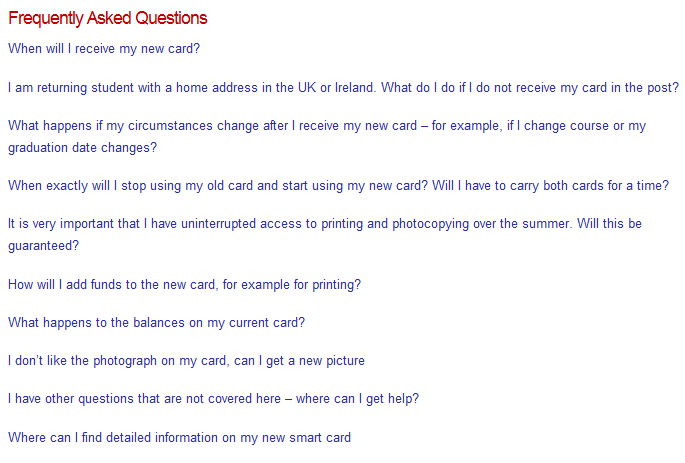 Frequently Asked Questions
When will I receive my new card?
I am returning student with a home address in the UK or Ireland. What do I do if I do not receive my card in the post?
What happens if my circumstances change after I receive my new card – for example, if I change course or my
graduation date changes?
When exactly will I stop using my old card and start using my new card? Will I have to carry both cards for a time?
It is very important that I have uninterrupted access to printing and photocopying over the summer. Will this be
guaranteed?
How will I add funds to the new card, for example for printing?
What happens to the balances on my current card?
I don’t like the photograph on my card, can I get a new picture
I have other questions that are not covered here – where can I get help?
Where can I find detailed information on my new smart card